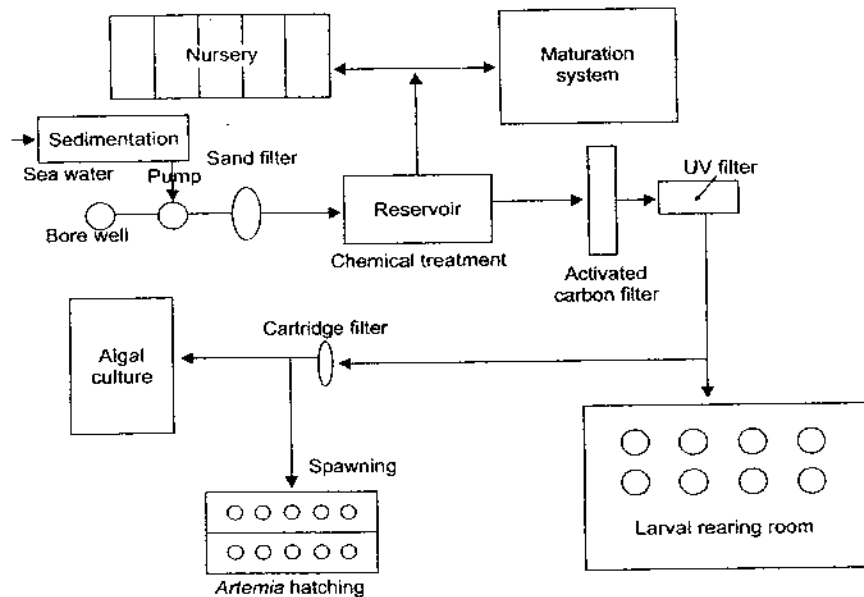 Nursery
Maturation
system
Sedimentation
Sea water
Pump
Sand filter
Bore well
Reservoir
Chemical treatment
UV filter
Activated
carbon filter
Cartridge filter
Algal
culture
Spawning
Artemia hatching
Larval rearing room